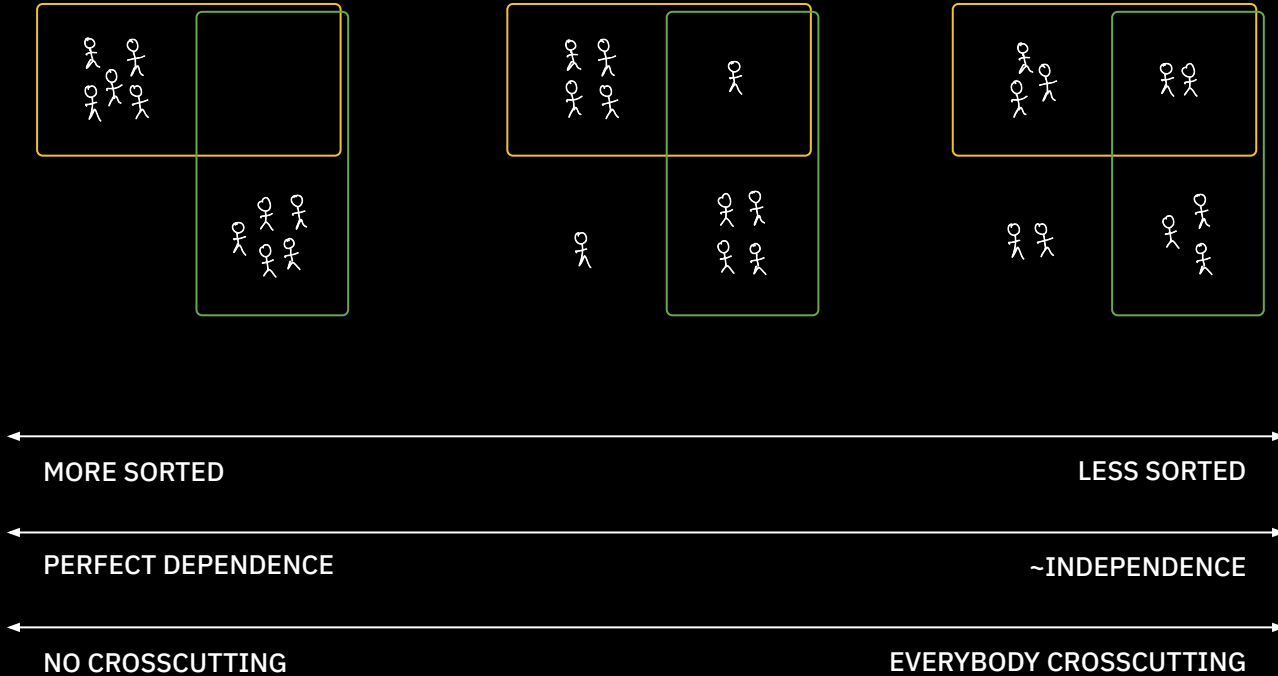 MORE SORTED
LESS SORTED
PERFECT DEPENDENCE
~INDEPENDENCE
NO CROSSCUTTING
EVERYBODY CROSSCUTTING